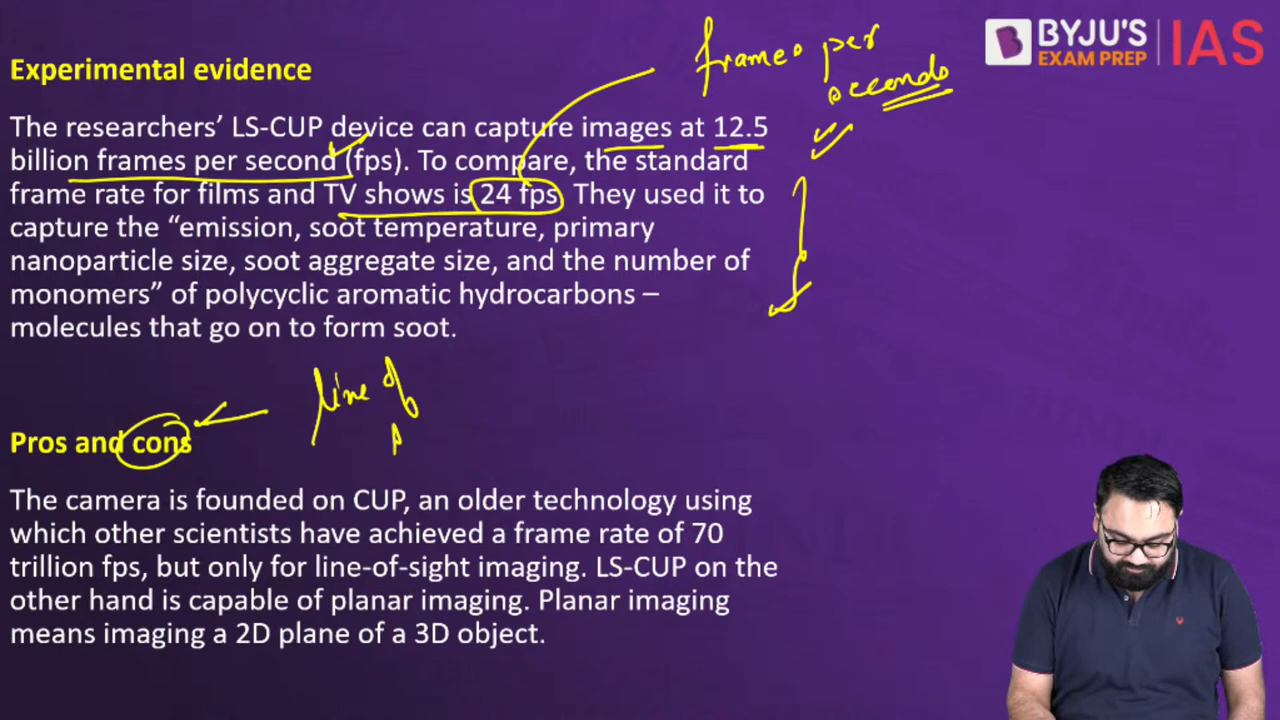 BYJU'S
EXAM PREP
IAS
frames per
seconds
Experimental evidence
The researchers' LS-CUP device can capture images at 12.5
billion frames per second (fps). To compare, the standard
frame rate for films and TV shows is 24 fps. They used it to
capture the “emission, soot temperature, primary
nanoparticle size, soot aggregate size, and the number of
monomers” of polycyclic aromatic hydrocarbons –
molecules that go on to form soot.
line of
Pros and cons
The camera is founded on CUP, an older technology using
which other scientists have achieved a frame rate of 70
trillion fps, but only for line-of-sight imaging. LS-CUP on the
other hand is capable of planar imaging. Planar imaging
means imaging a 2D plane of a 3D object.